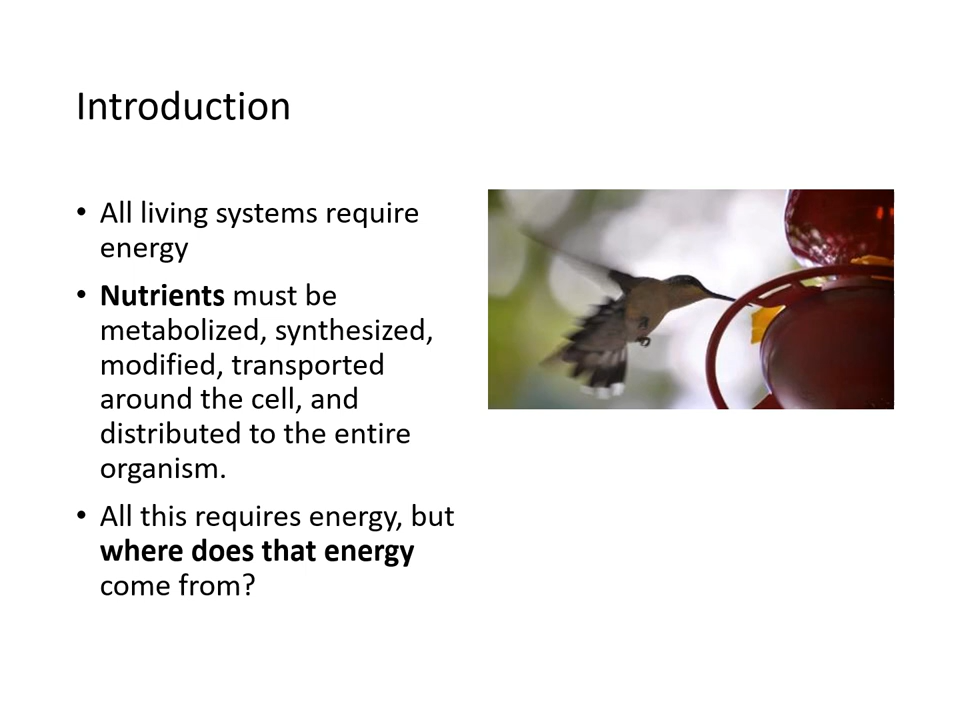 Introduction
• All living systems require
energy
• Nutrients must be
metabolized, synthesized,
modified, transported
around the cell, and
distributed to the entire
organism.
• All this requires energy, but
where does that energy
come from?